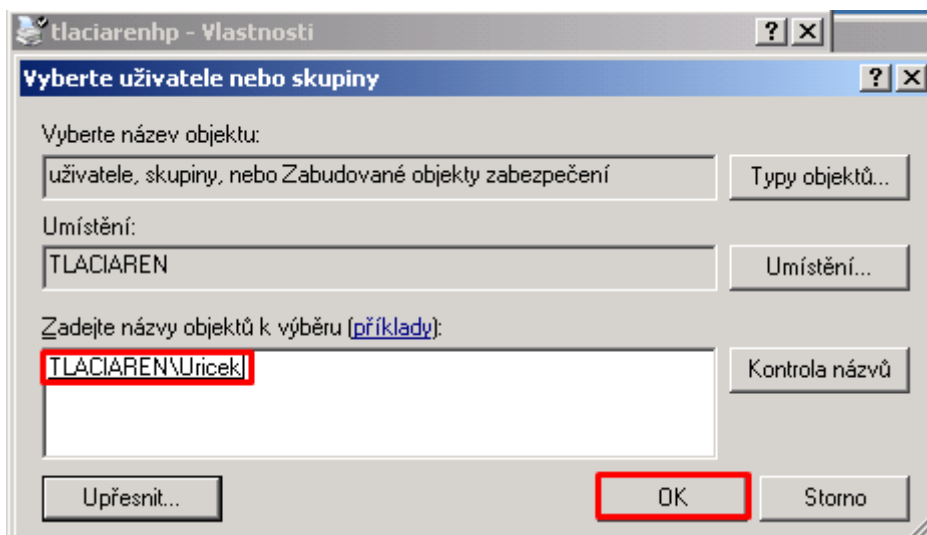 tlaciarenhp - Vlastnosti
Vyberte uživatele nebo skupiny
Vyberte název objektu:
uživatele, skupiny, nebo Zabudované objekty zabezpečení
Typy objektů...
Umístění:
TLACIAREN
Umístění...
Zadejte názvy objektů k výběru (příklady):
TLACIAREN\Uricek
Kontrola názvů
Upřesnit...
OK
Storno